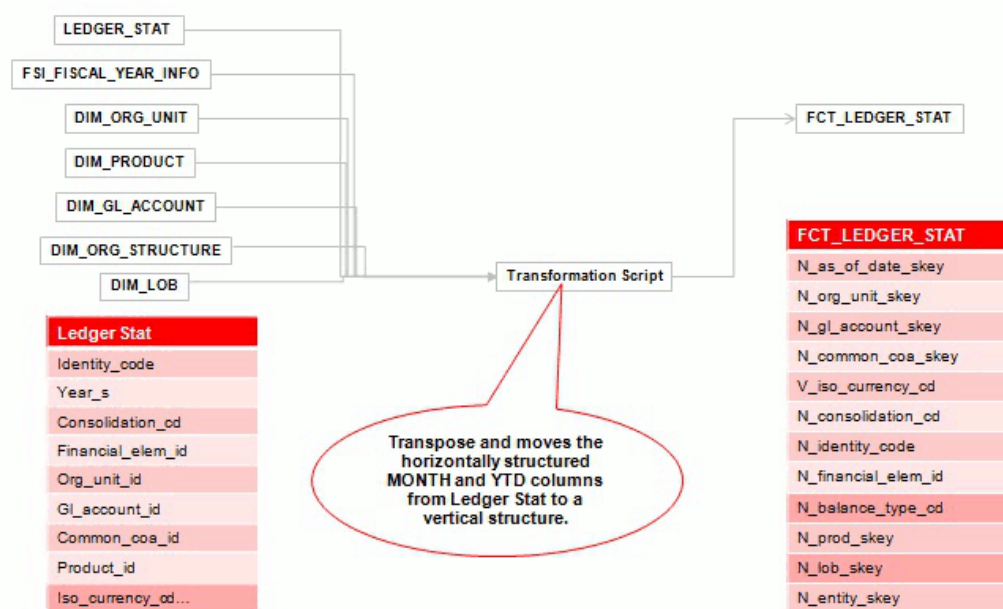 LEDGER_STAT
FSI_FISCAL_YEAR_INFO
DIM_ORG_UNIT
DIM_PRODUCT
DIM_GL_ACCOUNT
DIM_ORG_STRUCTURE
DIM_LOB
Transformation Script
FCT_LEDGER_STAT
Ledger Stat
Identity_code
Year_s
Consolidation_cd
Financial_elem_id
Org_unit_id
Gl_account_id
Common_coa_id
Product_id
Iso_currency_cd...
Transpose and moves the
horizontally structured
MONTH and YTD columns
from Ledger Stat to a
vertical structure.
FCT_LEDGER_STAT
N_as_of_date_skey
N_org_unit_skey
N_gl_account_skey
N_common_coa_skey
V_iso_currency_cd
N_consolidation_cd
N_identity_code
N_financial_elem_id
N_balance_type_cd
N_prod_skey
N_lob_skey
N_entity_skey